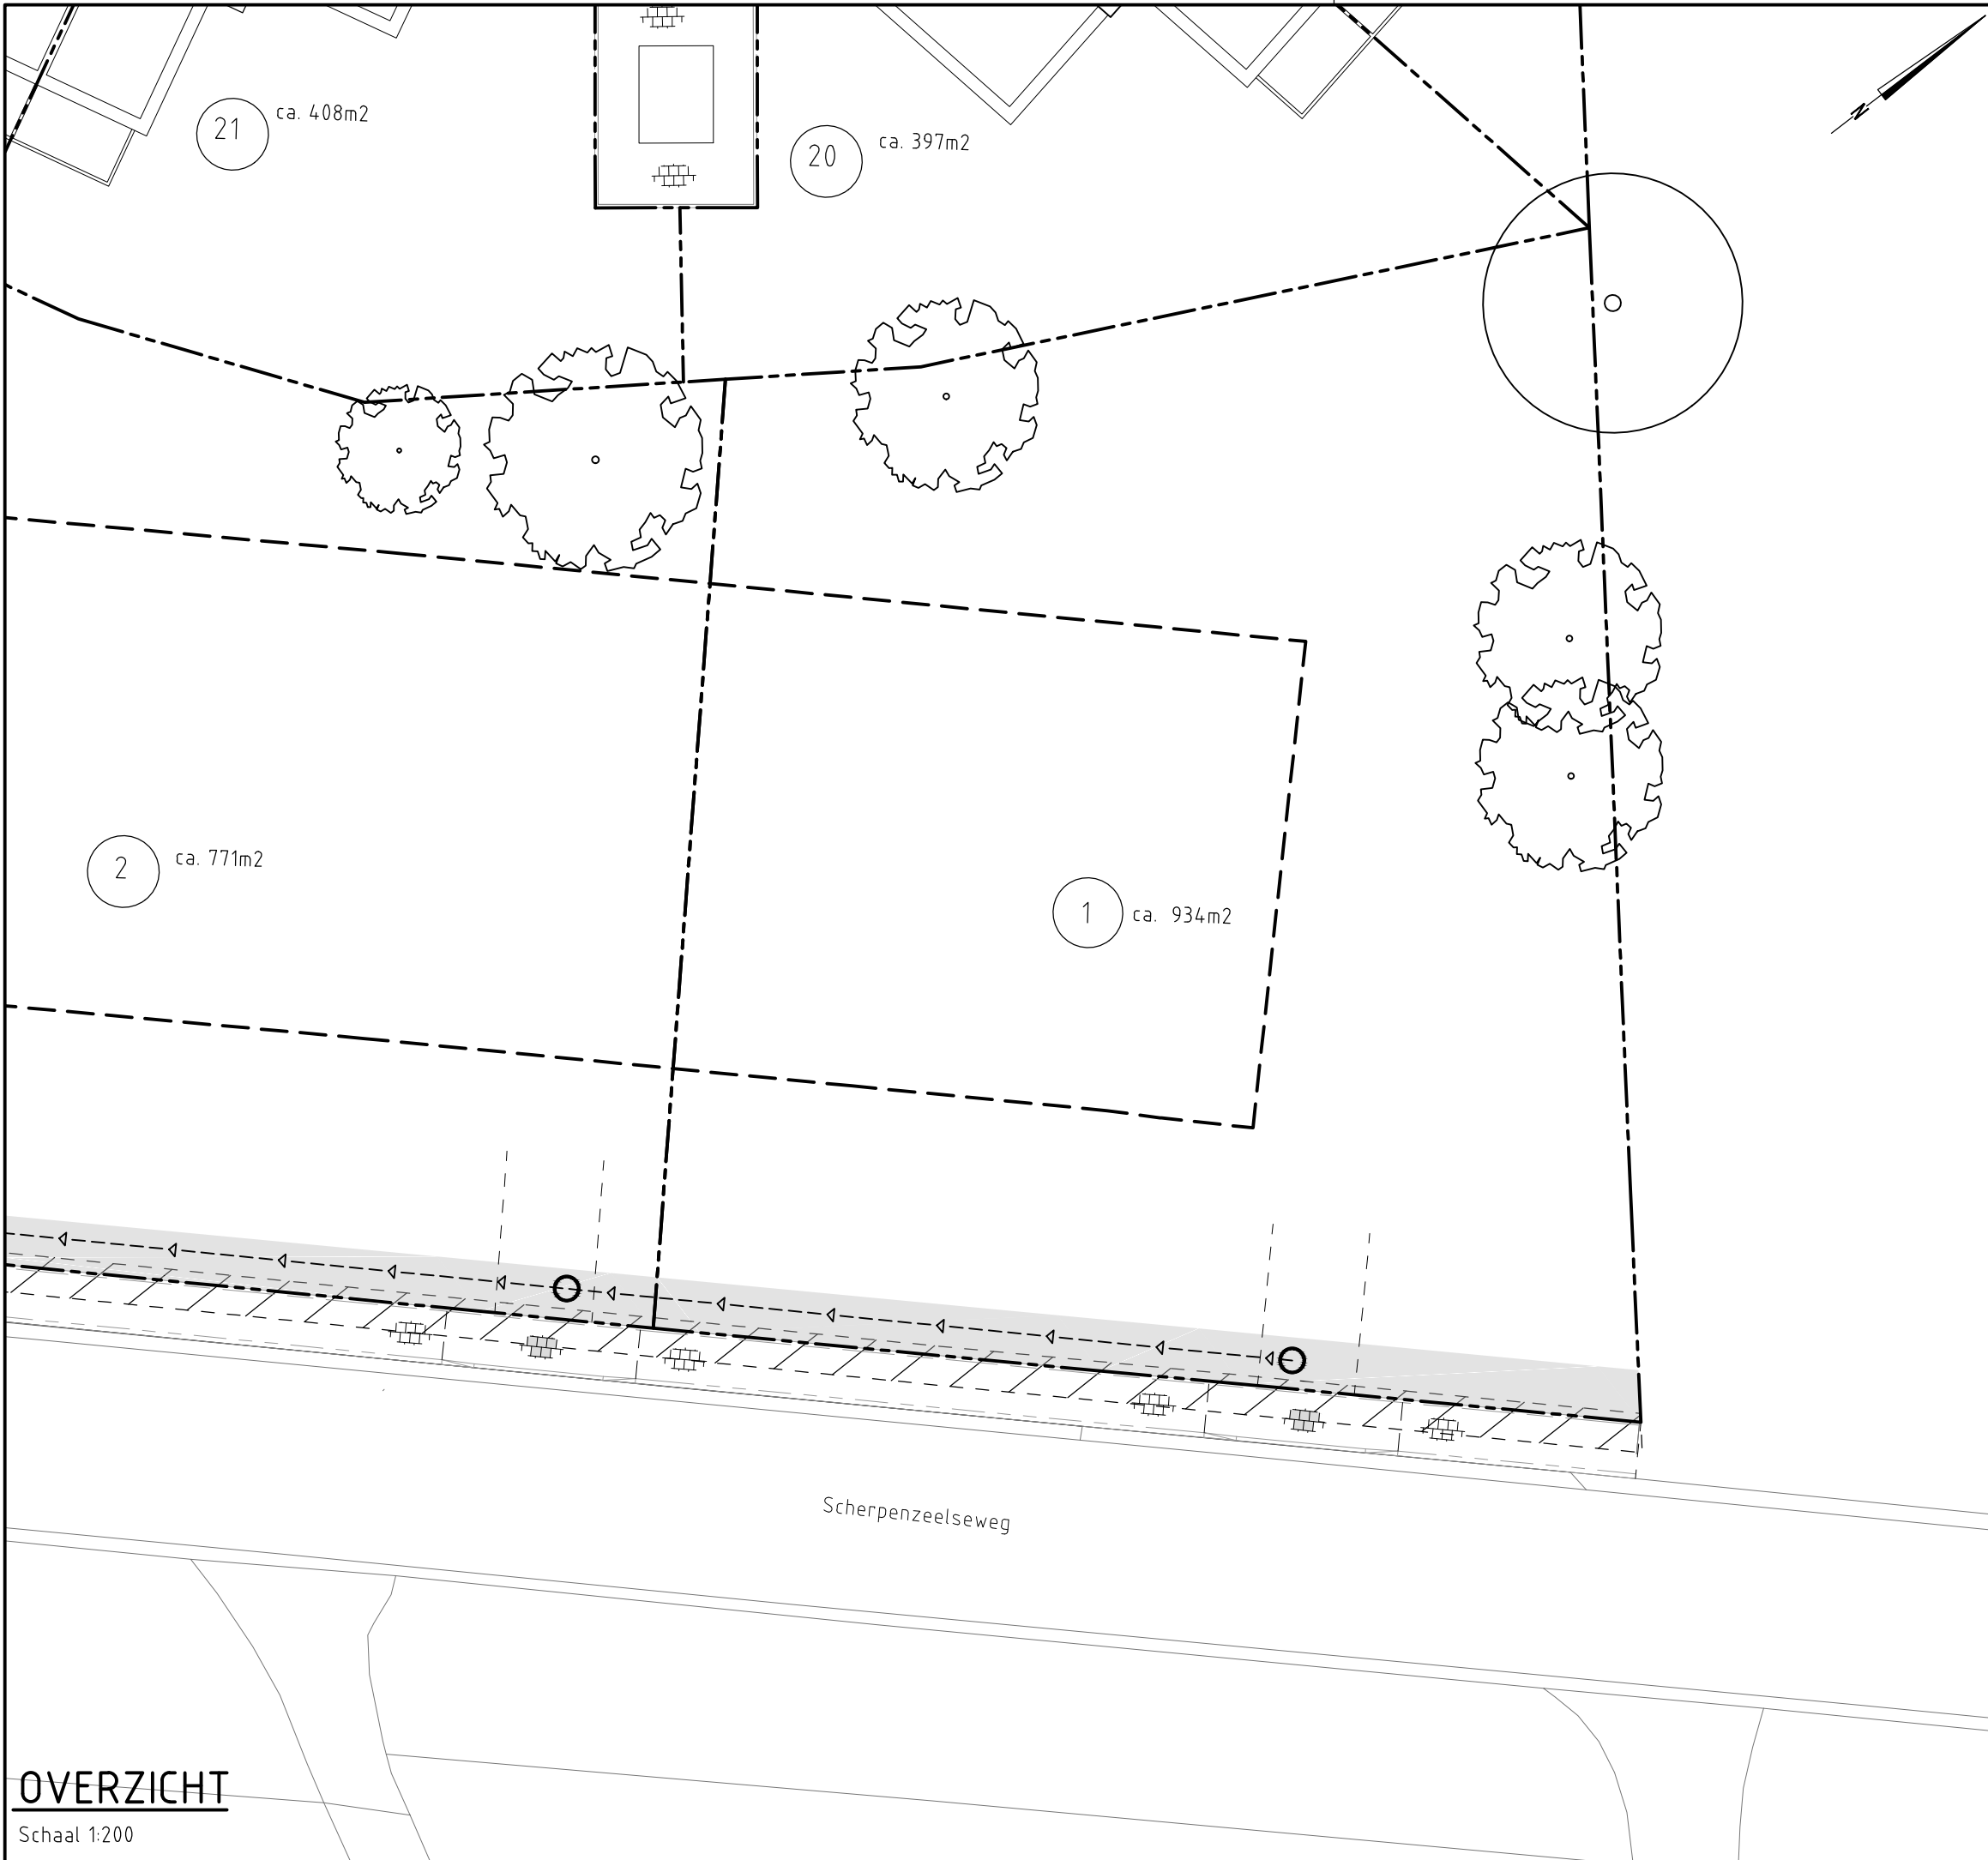 21
ca. 408m2
20
ca. 397m2
N
2
ca. 771m2
1
ca. 934m2
Scherpenzeelseweg
OVERZICHT
Schaal 1:200